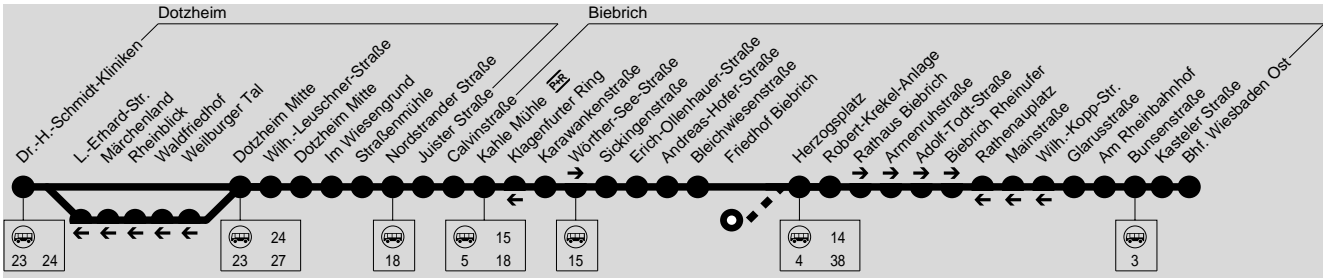 Dotzheim
Biebrich
Dr.-H.-Schmidt-Kliniken
L.-Erhard-Str.
Märchenland
Rheinblick
Waldfriedhof
Weilburger Tal
Dotzheim Mitte
Wilh.-Leuschner-Straße
Dotzheim Mitte
Im Wiesengrund
Straßenmühle
Nordstrander Straße
Juister Straße
Calvinstraße
Kahle Mühle P+R
Klagenfurter Ring
Karawankenstraße
Wörther-See-Straße
Sickingenstraße
Erich-Ollenhauer-Straße
Andreas-Hofer-Straße
Bleichwiesenstraße
Friedhof Biebrich
Herzogsplatz
Robert-Krekel-Anlage
Rathaus Biebrich
Armenruhstraße
Adolf-Todt-Straße
Biebrich Rheinufer
Rathenauplatz
Mainstraße
Wilh.-Kopp-Str.
Glarusstraße
Am Rheinbahnhof
Bunsenstraße
Kasteler Straße
Bhf. Wiesbaden Ost
23 24
24
23 27
18
15
5 18
15
14
4 38
3